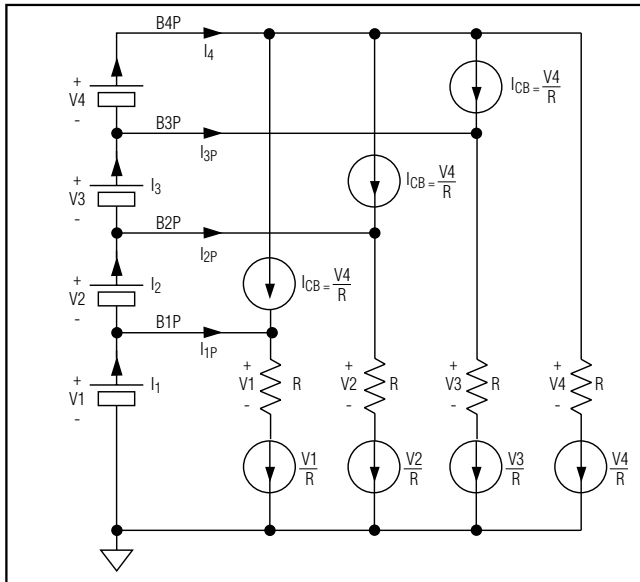 B4P
I4
+
V4
-
ICB = V4/R
B3P
I3P
+
V3
-
I3
ICB = V4/R
B2P
I2P
+
V2
-
I2
ICB = V4/R
B1P
I1P
+
V1
-
I1
+
V1
-
R
+
V2
-
R
+
V3
-
R
+
V4
-
R
V1/R
V2/R
V3/R
V4/R